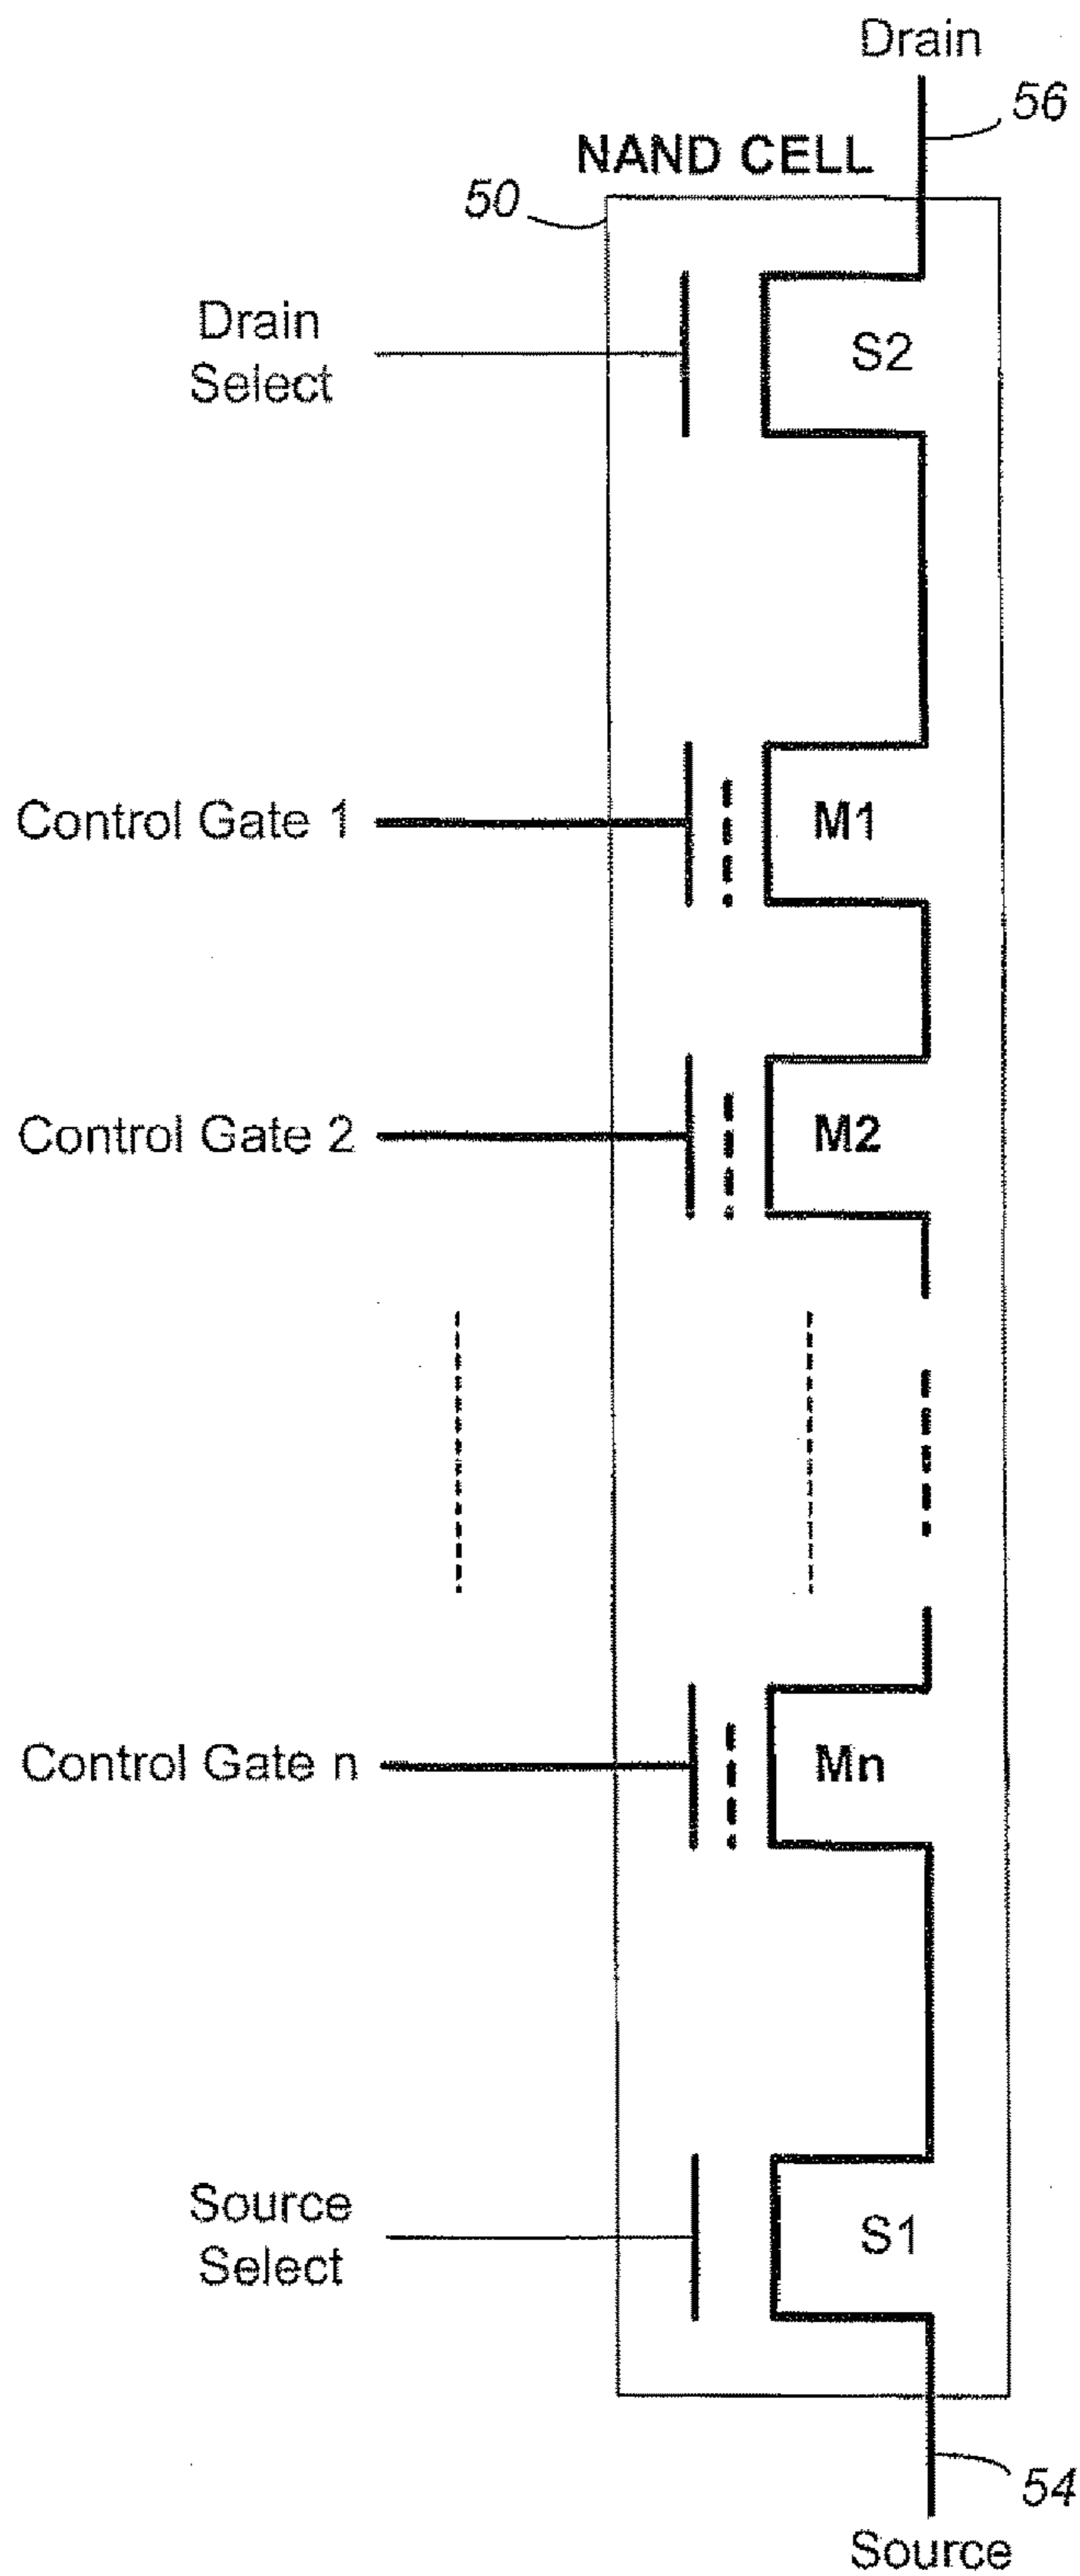 Drain
56
NAND CELL
50
Drain
Select
S2
Control Gate 1
M1
Control Gate 2
M2
Control Gate n
Mn
Source
Select
S1
54
Source